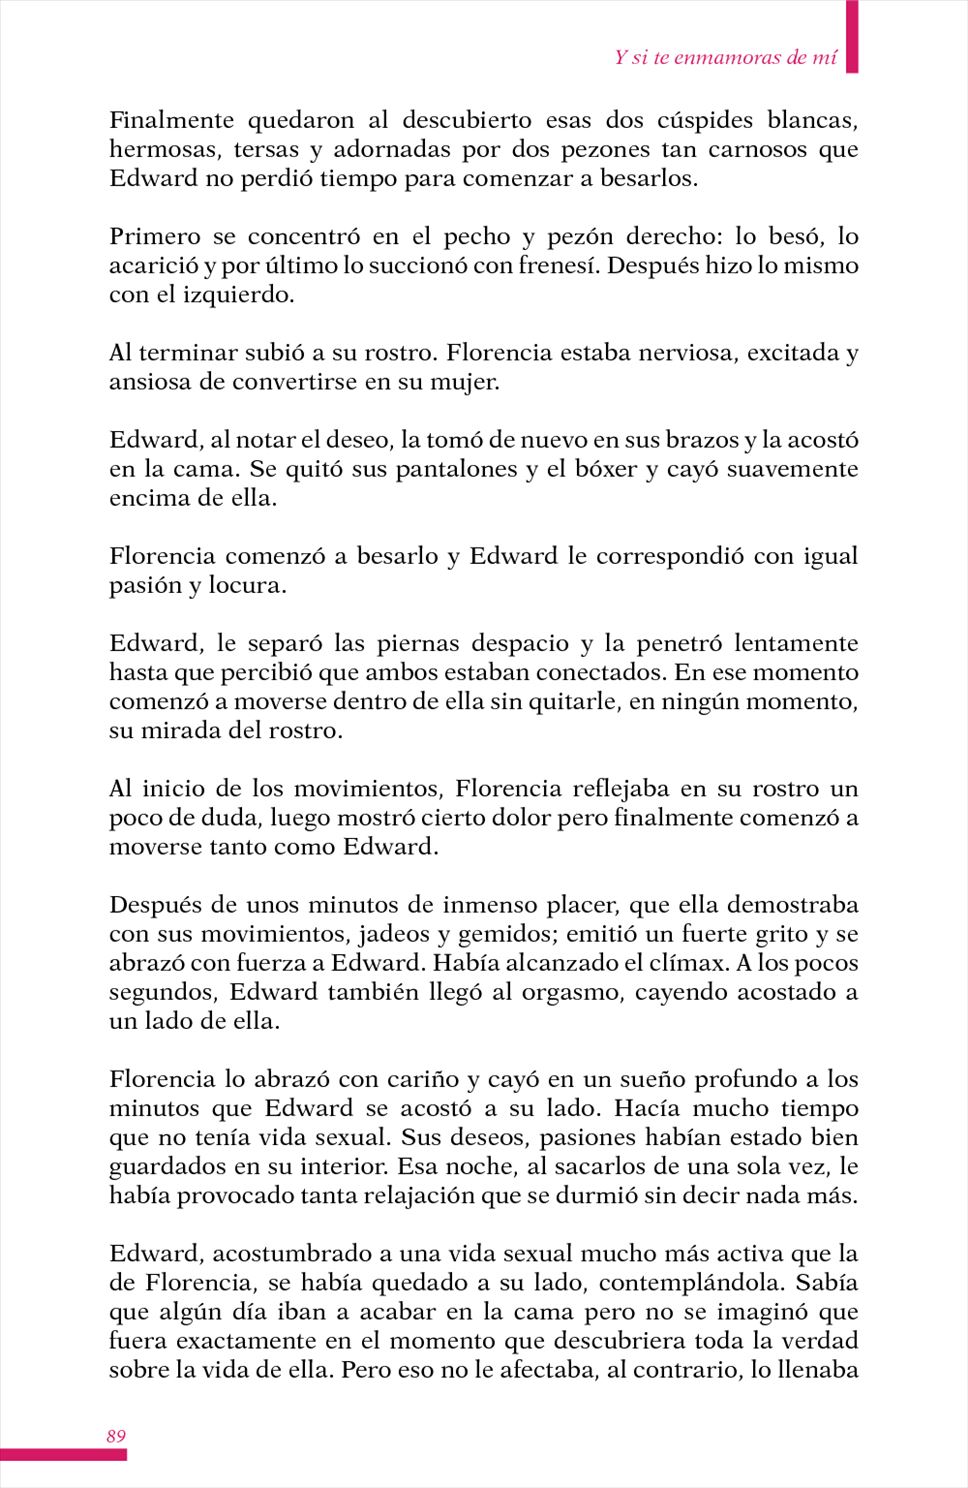 Y si te enmamoras de mí
Finalmente quedaron al descubierto esas dos cúspides blancas,
hermosas, tersas y adornadas por dos pezones tan carnosos que
Edward no perdió tiempo para comenzar a besarlos.
Primero se concentró en el pecho y pezón derecho: lo besó, lo
acarició y por último lo succionó con frenesí. Después hizo lo mismo
con el izquierdo.
Al terminar subió a su rostro. Florencia estaba nerviosa, excitada y
ansiosa de convertirse en su mujer.
Edward, al notar el deseo, la tomó de nuevo en sus brazos y la acostó
en la cama. Se quitó sus pantalones y el bóxer y cayó suavemente
encima de ella.
Florencia comenzó a besarlo y Edward le correspondió con igual
pasión y locura.
Edward, le separó las piernas despacio y la penetró lentamente
hasta que percibió que ambos estaban conectados. En ese momento
comenzó a moverse dentro de ella sin quitarle, en ningún momento,
su mirada del rostro.
Al inicio de los movimientos, Florencia reflejaba en su rostro un
poco de duda, luego mostró cierto dolor pero finalmente comenzó a
moverse tanto como Edward.
Después de unos minutos de inmenso placer, que ella demostraba
con sus movimientos, jadeos y gemidos; emitió un fuerte grito y se
abrazó con fuerza a Edward. Había alcanzado el clímax. A los pocos
segundos, Edward también llegó al orgasmo, cayendo acostado a
un lado de ella.
Florencia lo abrazó con cariño y cayó en un sueño profundo a los
minutos que Edward se acostó a su lado. Hacía mucho tiempo
que no tenía vida sexual. Sus deseos, pasiones habían estado bien
guardados en su interior. Esa noche, al sacarlos de una sola vez, le
había provocado tanta relajación que se durmió sin decir nada más.
Edward, acostumbrado a una vida sexual mucho más activa que la
de Florencia, se había quedado a su lado, contemplándola. Sabía
que algún día iban a acabar en la cama pero no se imaginó que
fuera exactamente en el momento que descubriera toda la verdad
sobre la vida de ella. Pero eso no le afectaba, al contrario, lo llenaba
89